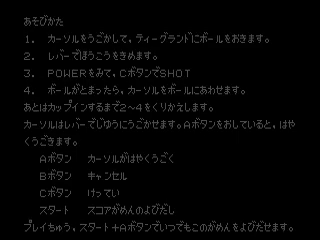 あそびかた
1. カーソルをうごかして，ティーグランドにボールをおきます。
2. レバーでほうこうをきめます。
3. POWERをみて，CボタンでSHOT
4. ボールがとまったら，カーソルをボールにあわせます。
あとはカップインするまで2～4をくりかえします。
カーソルはレバーでじゆうにうごかせます。Aボタンをおしていると，はや
くうごきます。
Aボタン カーソルがはやくうごく
Bボタン キャンセル
Cボタン けってい
スタート スコアがめんのよびだし
プレイちゅう，スタート＋Aボタンでいつでもこのがめんをよびだせます。